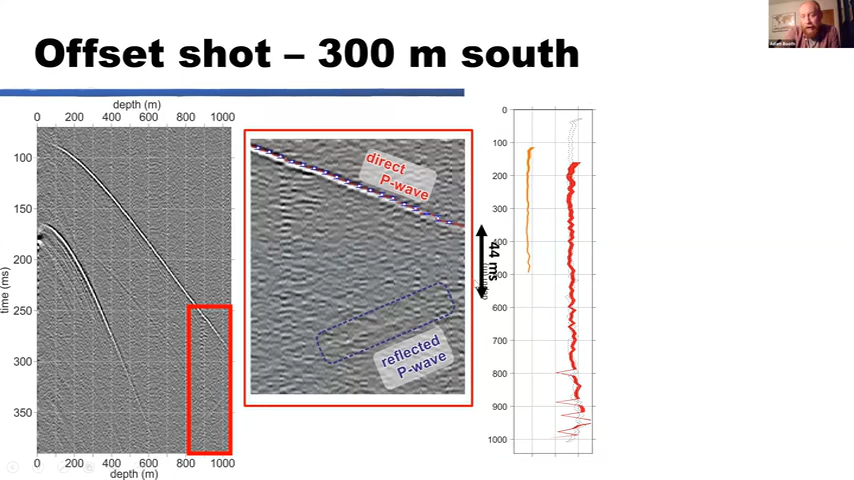 Offset shot – 300 m south
Adam Booth
depth (m)
0 200 400 600 800 1000
100
150
200
250
300
350
time (ms)
0 200 400 600 800 1000
depth (m)
direct
P-wave
reflected
P-wave
44 ms
0
100
200
300
400
500
600
700
800
900
1000